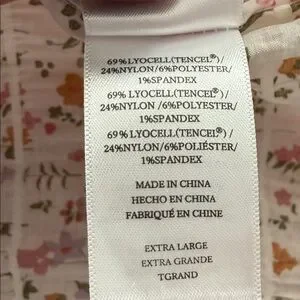 69%LYOCELL(TENCEL®)/
24%NYLON/6%POLYESTER/
1%SPANDEX
69%LYOCELL(TENCEL®)/
24%NYLON/6%POLYESTER/
1%SPANDEX
69%LYOCELL(TENCEL®)/
24%NYLON/6%POLIÉSTER/
1%SPANDEX
MADE IN CHINA
HECHO EN CHINA
FABRIQUÉ EN CHINE
EXTRA LARGE
EXTRA GRANDE
TGRAND